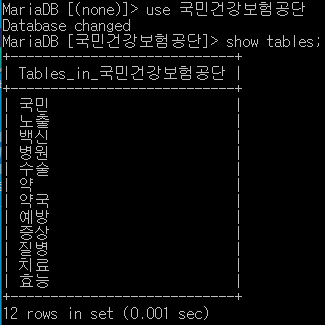 MariaDB [(none)]> use 국민건강보험공단
Database changed
MariaDB [국민건강보험공단]> show tables;
+--------------------------+
| Tables_in_국민건강보험공단 |
+--------------------------+
| 국민 |
| 노출 |
| 백신 |
| 병원 |
| 수술 |
| 약 |
| 약국 |
| 예방 |
| 증상 |
| 질병 |
| 치료 |
| 효능 |
+--------------------------+
12 rows in set (0.001 sec)